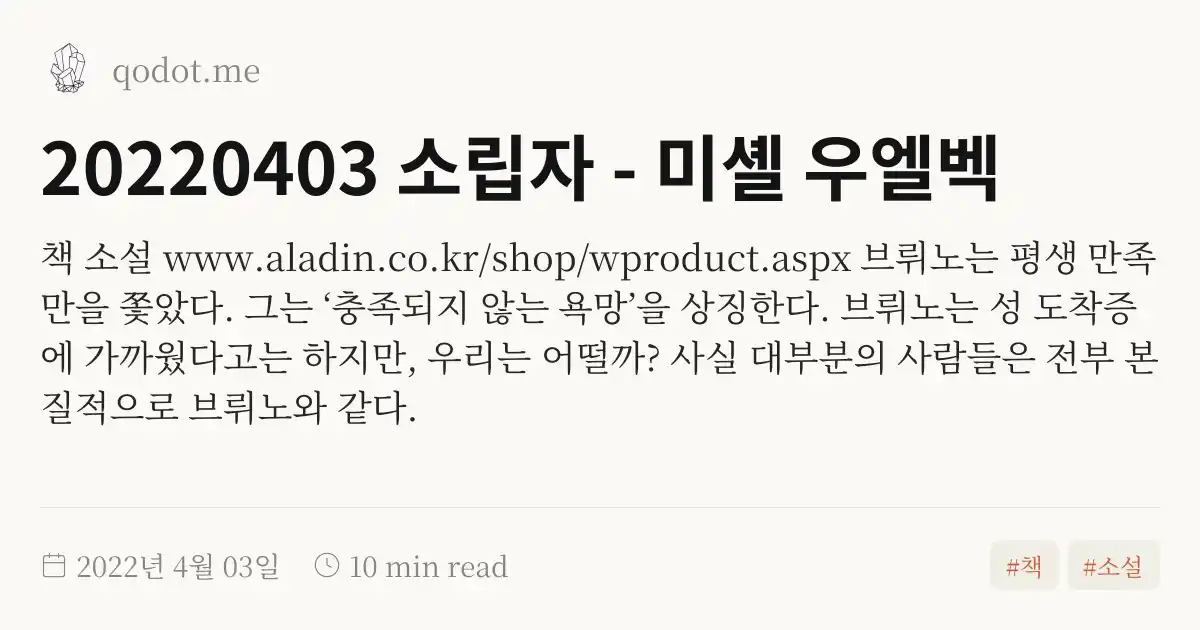 qodot.me
20220403 소립자 - 미셸 우엘벡
책 소설 www.aladin.co.kr/shop/wproduct.aspx 브뤼노는 평생 만족
만을 쫓았다. 그는 ‘충족되지 않는 욕망’을 상징한다. 브뤼노는 성 도착증
에 가까웠다고는 하지만, 우리는 어떨까? 사실 대부분의 사람들은 전부 본
질적으로 브뤼노와 같다.
2022년 4월 03일 10 min read #책 #소설